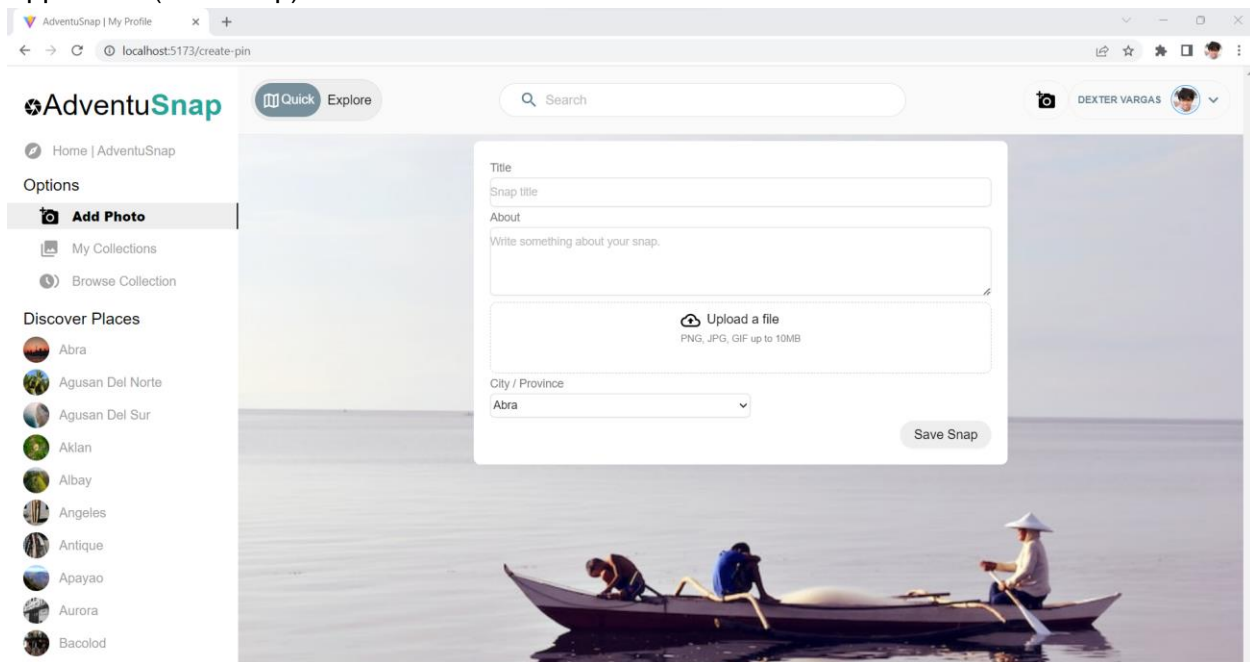 AdventuSnap | My Profile
localhost:5173/create-pin
AdventuSnap
Quick Explore
Search
DEXTER VARGAS
Home | AdventuSnap
Options
Add Photo
My Collections
Browse Collection
Discover Places
Abra
Agusan Del Norte
Agusan Del Sur
Aklan
Albay
Angeles
Antique
Apayao
Aurora
Bacolod
Title
Snap title
About
Write something about your snap.
Upload a file
PNG, JPG, GIF up to 10MB
City / Province
Abra
Save Snap